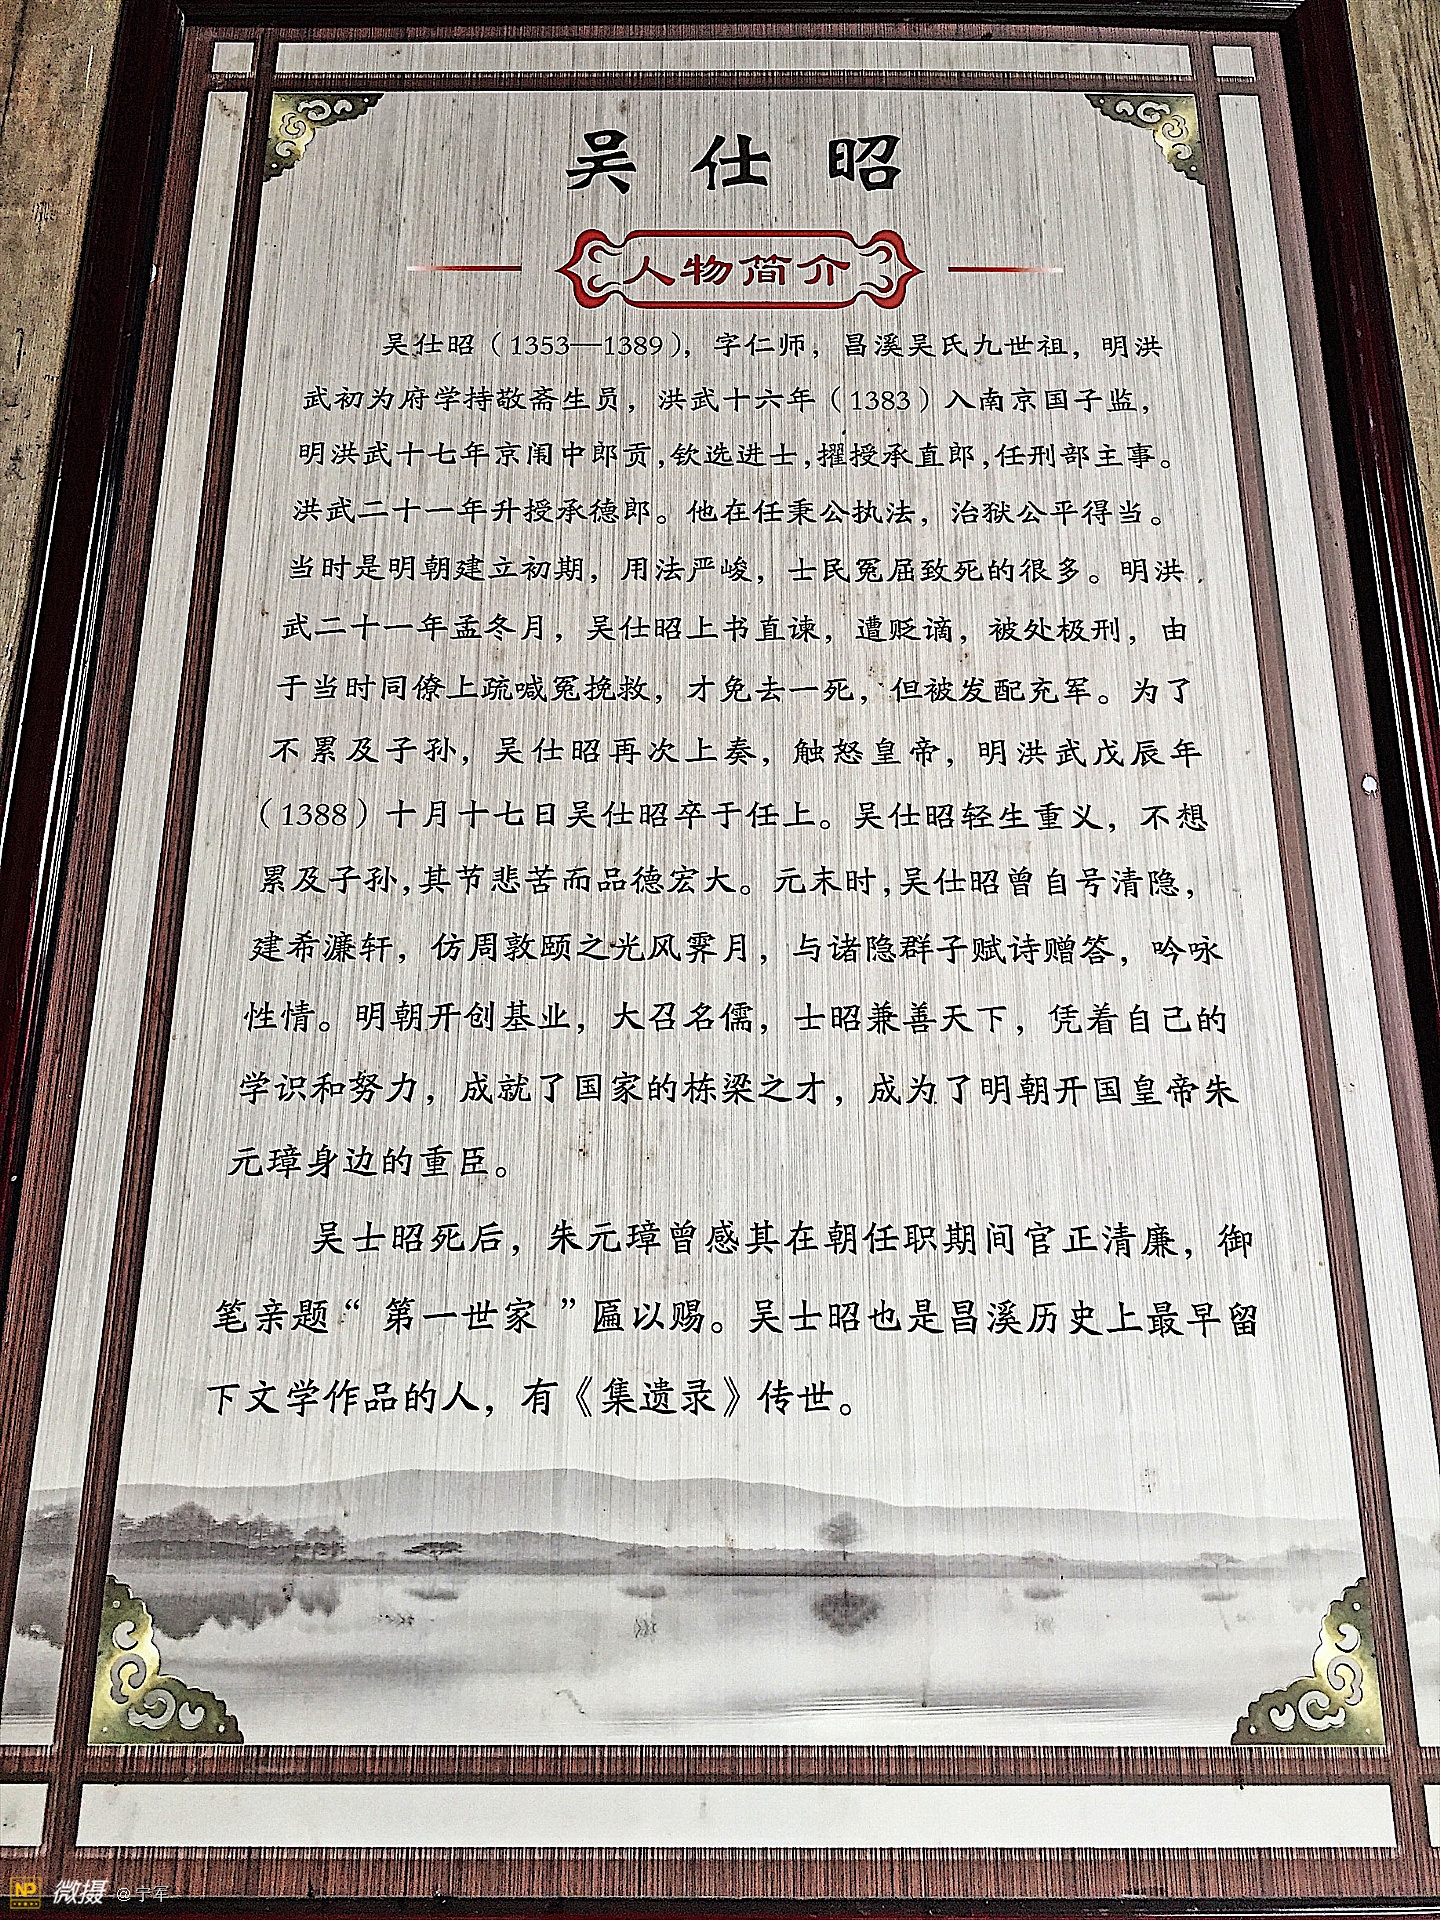 吴仕昭
人物简介
吴仕昭（1353—1389），字仁师，昌溪吴氏九世祖，明洪
武初为府学持敬斋生员，洪武十六年（1383）入南京国子监，
明洪武十七年京闱中郎贡,钦选进士,擢授承直郎,任刑部主事。
洪武二十一年升授承德郎。他在任秉公执法，治狱公平得当。
当时是明朝建立初期，用法严峻，士民冤屈致死的很多。明洪
武二十一年孟冬月，吴仕昭上书直谏，遭贬谪，被处极刑，由
于当时同僚上疏喊冤挽救，才免去一死，但被发配充军。为了
不累及子孙，吴仕昭再次上奏，触怒皇帝，明洪武戊辰年
（1388）十月十七日吴仕昭卒于任上。吴仕昭轻生重义，不想
累及子孙,其节悲苦而品德宏大。元末时,吴仕昭曾自号清隐，
建希濂轩，仿周敦颐之光风霁月，与诸隐群子赋诗赠答，吟咏
性情。明朝开创基业，大召名儒，士昭兼善天下，凭着自己的
学识和努力，成就了国家的栋梁之才，成为了明朝开国皇帝朱
元璋身边的重臣。
吴士昭死后，朱元璋曾感其在朝任职期间官正清廉，御
笔亲题“第一世家”匾以赐。吴士昭也是昌溪历史上最早留
下文学作品的人，有《集遗录》传世。
NP 微摄 @宁军